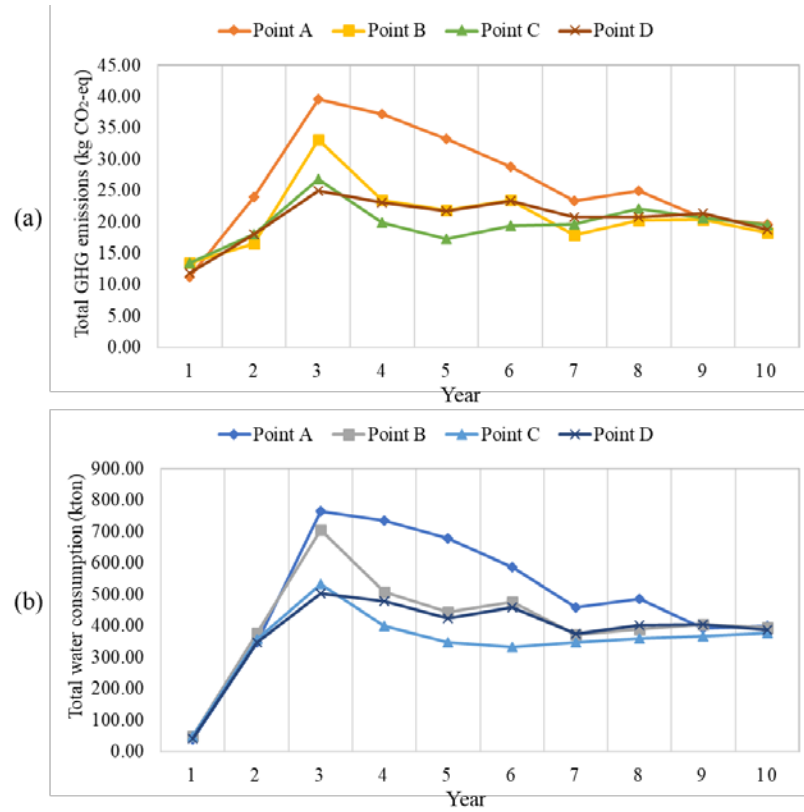 Point A Point B Point C Point D
45.00
40.00
35.00
30.00
25.00
20.00
15.00
10.00
5.00
0.00
Total GHG emissions (kg CO₂-eq)
(a)
1 2 3 4 5 6 7 8 9 10
Year
Point A Point B Point C Point D
900.00
800.00
700.00
600.00
500.00
400.00
300.00
200.00
100.00
0.00
Total water consumption (kton)
(b)
1 2 3 4 5 6 7 8 9 10
Year